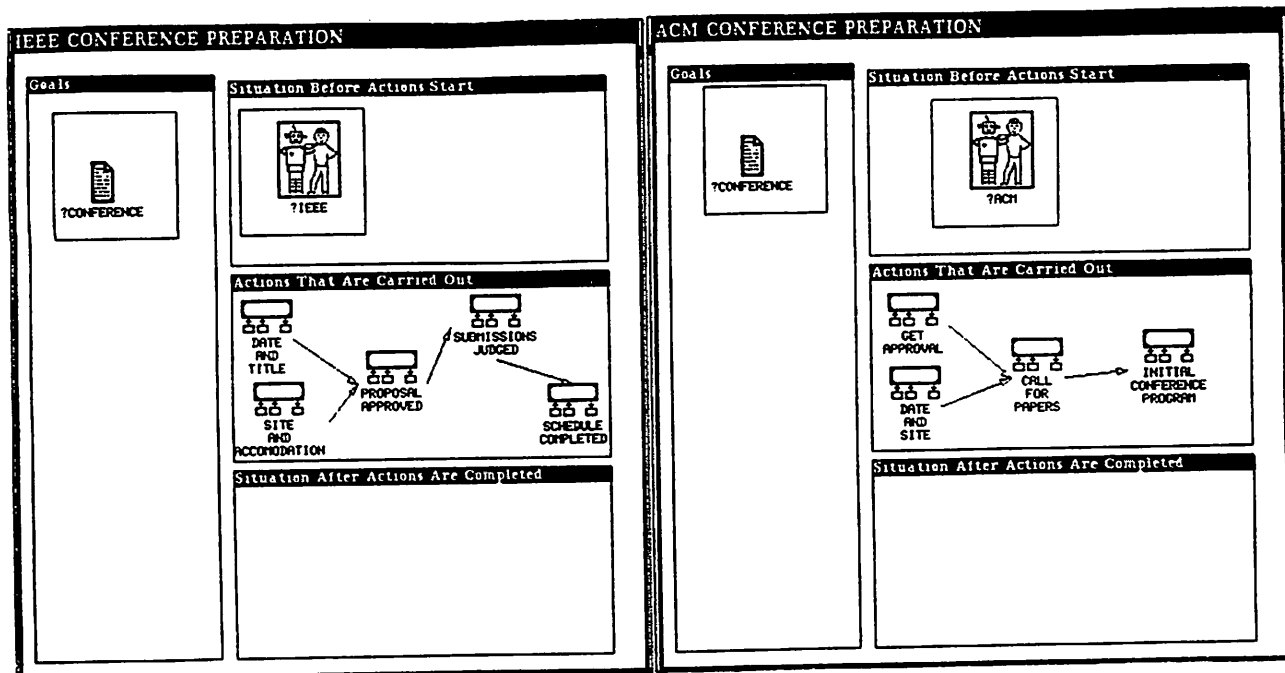 IEEE CONFERENCE PREPARATION
Goals
?CONFERENCE
Situation Before Actions Start
?IEEE
Actions That Are Carried Out
DATE
AND
TITLE
SITE
AND
ACCOMODATION
PROPOSAL
APPROVED
SUBMISSIONS
JUDGED
SCHEDULE
COMPLETED
Situation After Actions Are Completed
ACM CONFERENCE PREPARATION
Goals
?CONFERENCE
Situation Before Actions Start
?ACM
Actions That Are Carried Out
GET
APPROVAL
DATE
AND
SITE
CALL
FOR
PAPERS
INITIAL
CONFERENCE
PROGRAM
Situation After Actions Are Completed